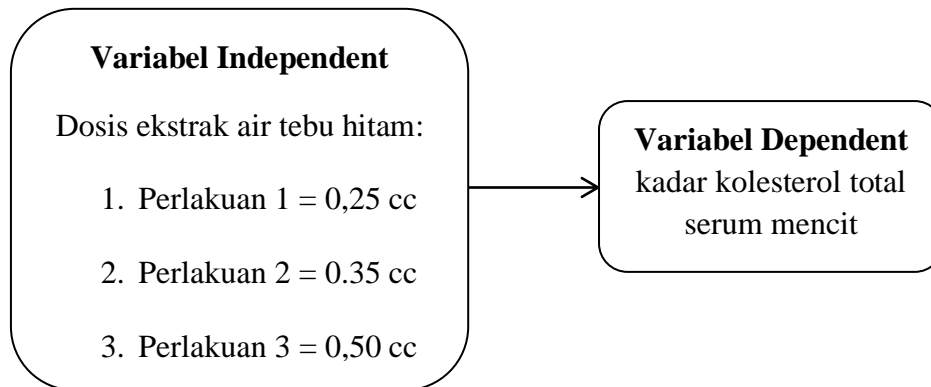 Variabel Independent
Dosis ekstrak air tebu hitam:
1. Perlakuan 1 = 0,25 cc
2. Perlakuan 2 = 0.35 cc
3. Perlakuan 3 = 0,50 cc
Variabel Dependent
kadar kolesterol total
serum mencit